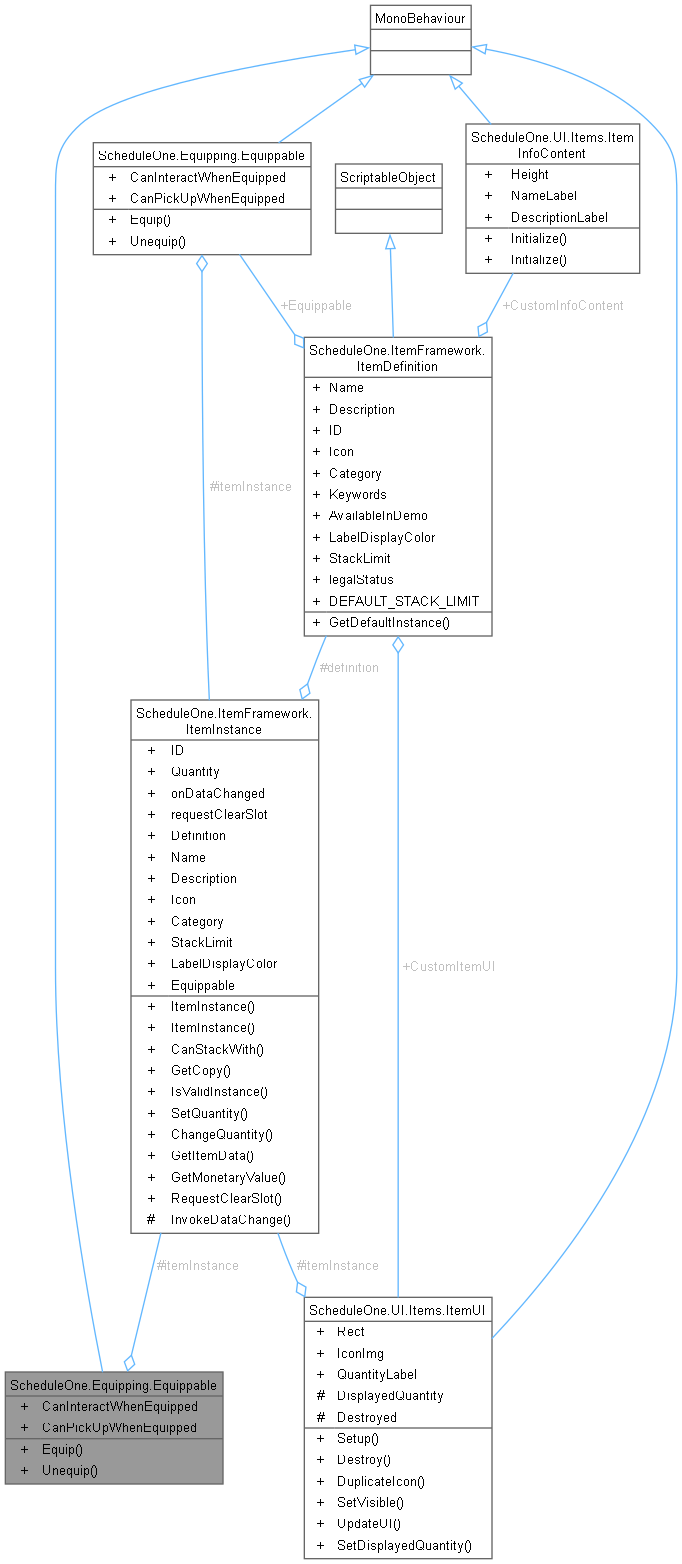 MonoBehaviour
ScheduleOne.Equipping.Equippable
+ CanInteractWhenEquipped
+ CanPickUpWhenEquipped
+ Equip()
+ Unequip()
ScriptableObject
ScheduleOne.UI.Items.Item
InfoContent
+ Height
+ NameLabel
+ DescriptionLabel
+ Initialize()
+ Initialize()
+Equippable
+CustomInfoContent
ScheduleOne.ItemFramework.
ItemDefinition
+ Name
+ Description
+ ID
+ Icon
+ Category
+ Keywords
+ AvailableInDemo
+ LabelDisplayColor
+ StackLimit
+ legalStatus
+ DEFAULT_STACK_LIMIT
+ GetDefaultInstance()
#itemInstance
#definition
ScheduleOne.ItemFramework.
ItemInstance
+ ID
+ Quantity
+ onDataChanged
+ requestClearSlot
+ Definition
+ Name
+ Description
+ Icon
+ Category
+ StackLimit
+ LabelDisplayColor
+ Equippable
+ ItemInstance()
+ ItemInstance()
+ CanStackWith()
+ GetCopy()
+ IsValidInstance()
+ SetQuantity()
+ ChangeQuantity()
+ GetItemData()
+ GetMonetaryValue()
+ RequestClearSlot()
# InvokeDataChange()
+CustomItemUI
#itemInstance
#itemInstance
ScheduleOne.UI.Items.ItemUI
+ Rect
+ IconImg
+ QuantityLabel
# DisplayedQuantity
# Destroyed
+ Setup()
+ Destroy()
+ DuplicateIcon()
+ SetVisible()
+ UpdateUI()
+ SetDisplayedQuantity()
ScheduleOne.Equipping.Equippable
+ CanInteractWhenEquipped
+ CanPickUpWhenEquipped
+ Equip()
+ Unequip()